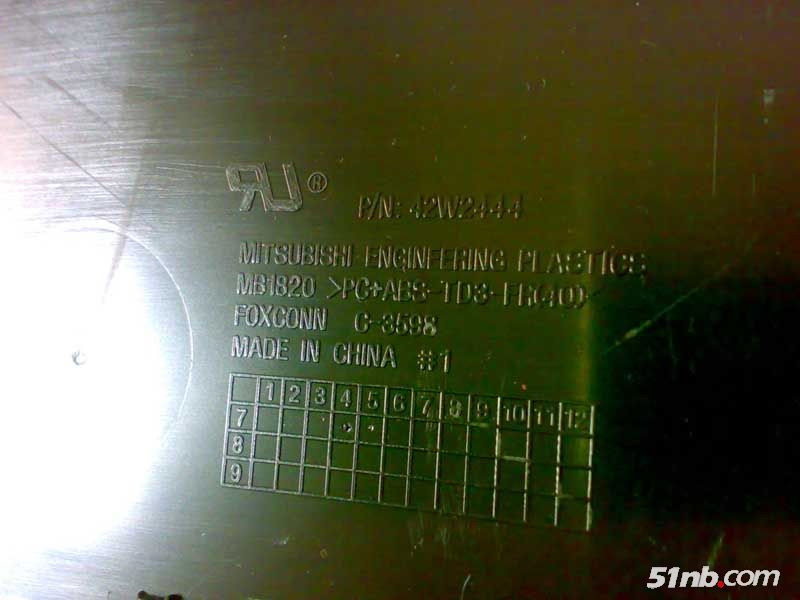 RU® P/N: 42W2444
MITSUBISHI ENGINEERING PLASTICS
MB1820 >PC+ABS-TD3-FR(40)<
FOXCONN C-3598
MADE IN CHINA #1
1 2 3 4 5 6 7 8 9 10 11 12
7
8
9
51nb.com